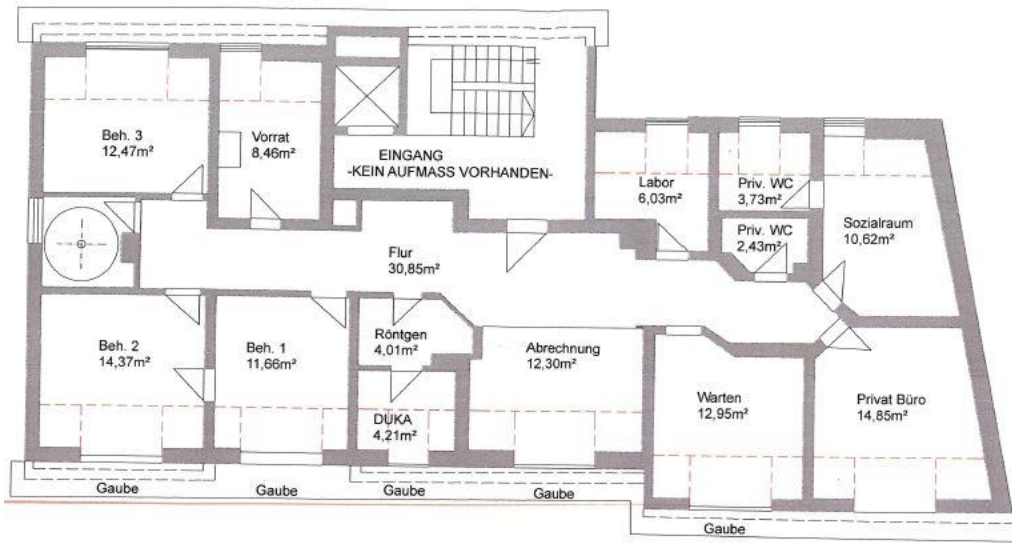 Beh. 3
12,47m²
Vorrat
8,46m²
EINGANG
-KEIN AUFMASS VORHANDEN-
Labor
6,03m²
Priv. WC
3,73m²
Priv. WC
2,43m²
Sozialraum
10,62m²
Flur
30,85m²
Beh. 2
14,37m²
Beh. 1
11,66m²
Röntgen
4,01m²
DUKA
4,21m²
Abrechnung
12,30m²
Warten
12,95m²
Privat Büro
14,85m²
Gaube
Gaube
Gaube
Gaube
Gaube